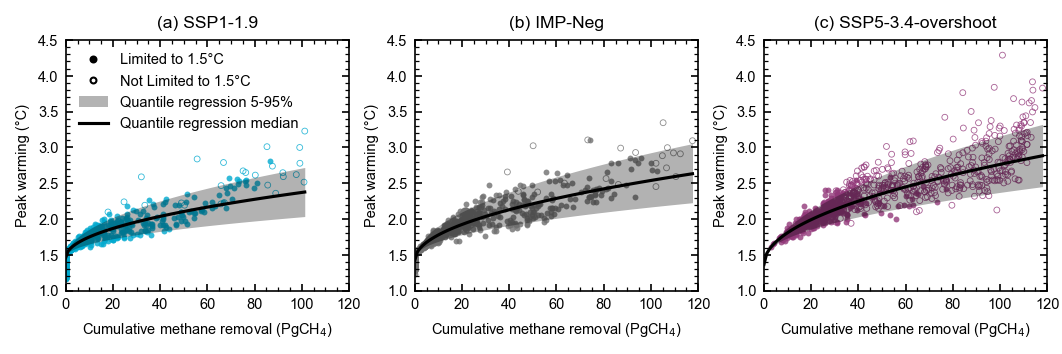 (a) SSP1-1.9
4.5
4.0
3.5
3.0
2.5
2.0
1.5
1.0
Peak warming (°C)
Limited to 1.5°C
Not Limited to 1.5°C
Quantile regression 5-95%
Quantile regression median
0 20 40 60 80 100 120
Cumulative methane removal (PgCH₄)
(b) IMP-Neg
4.5
4.0
3.5
3.0
2.5
2.0
1.5
1.0
Peak warming (°C)
0 20 40 60 80 100 120
Cumulative methane removal (PgCH₄)
(c) SSP5-3.4-overshoot
4.5
4.0
3.5
3.0
2.5
2.0
1.5
1.0
Peak warming (°C)
0 20 40 60 80 100 120
Cumulative methane removal (PgCH₄)